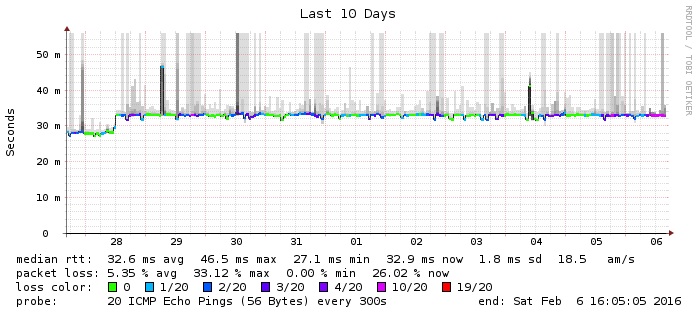 Last 10 Days
RRDTOOL / TOBI OETIKER
Seconds
50 m
40 m
30 m
20 m
10 m
0
28 29 30 31 01 02 03 04 05 06
median rtt: 32.6 ms avg 46.5 ms max 27.1 ms min 32.9 ms now 1.8 ms sd 18.5 am/s
packet loss: 5.35 % avg 33.12 % max 0.00 % min 26.02 % now
loss color: 0 1/20 2/20 3/20 4/20 10/20 19/20
probe: 20 ICMP Echo Pings (56 Bytes) every 300s end: Sat Feb 6 16:05:05 2016